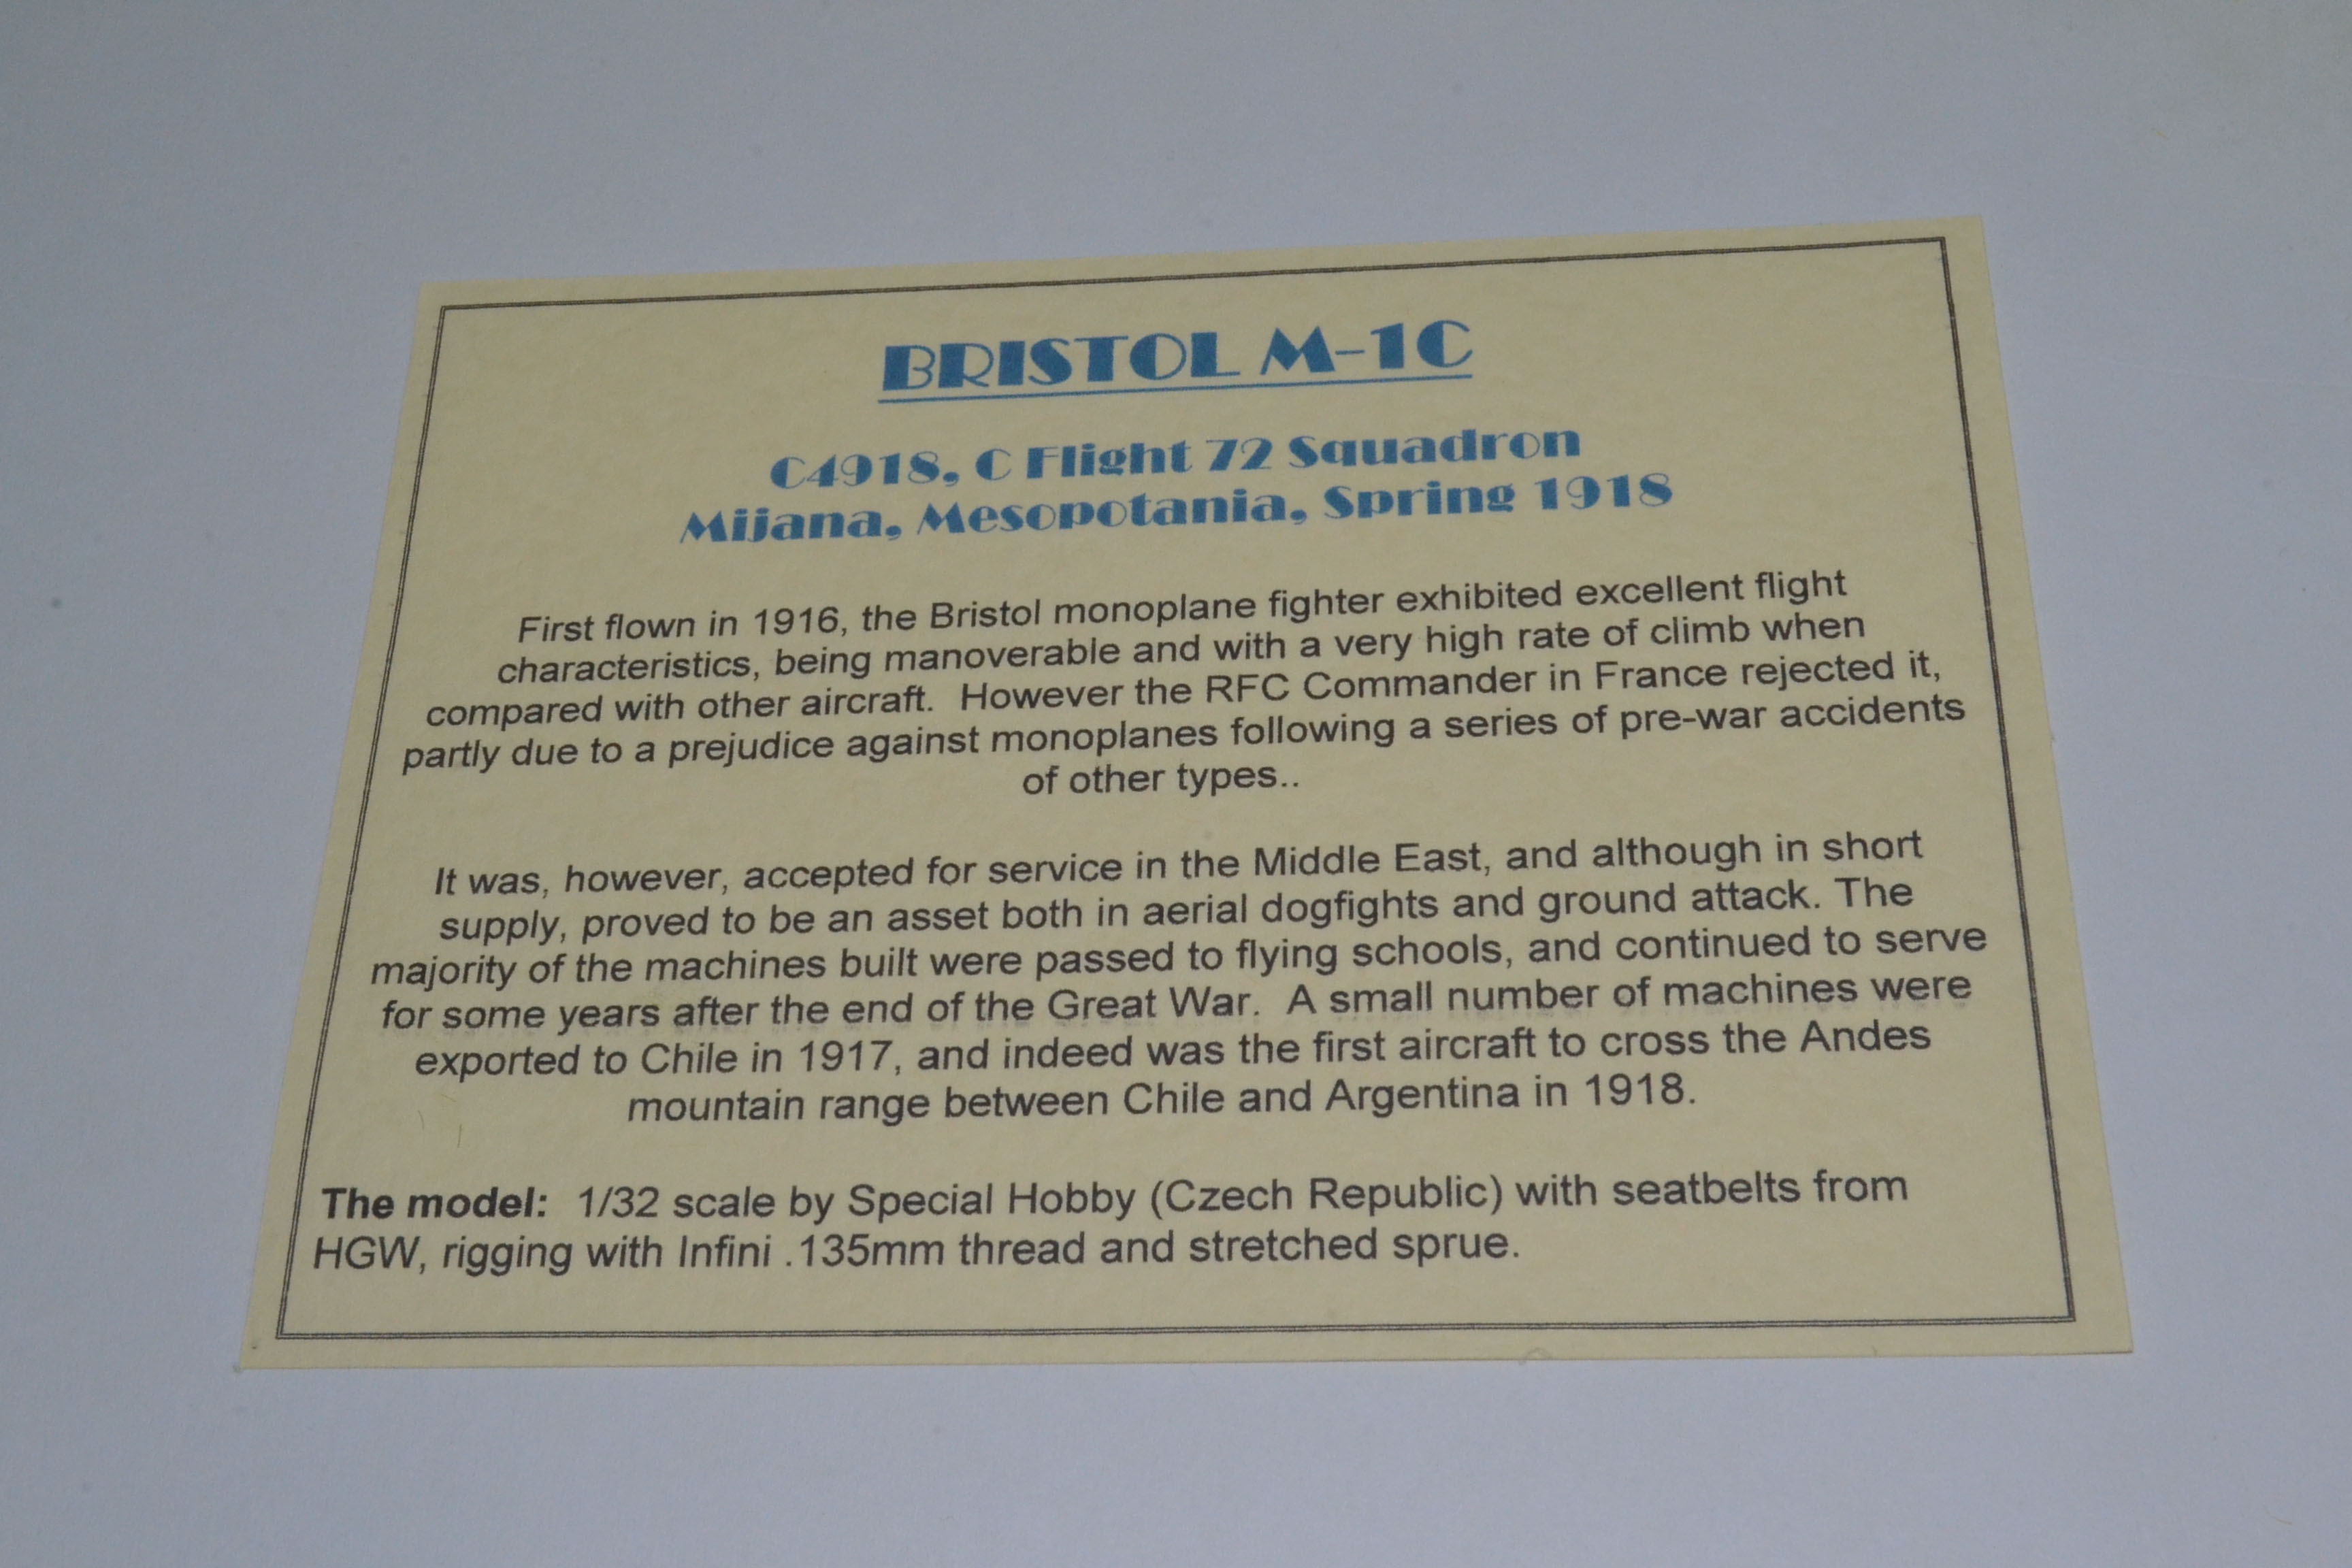 BRISTOL M-1C
C4918, C Flight 72 Squadron
Mijana, Mesopotania, Spring 1918
First flown in 1916, the Bristol monoplane fighter exhibited excellent flight
characteristics, being manoverable and with a very high rate of climb when
compared with other aircraft.  However the RFC Commander in France rejected it,
partly due to a prejudice against monoplanes following a series of pre-war accidents
of other types..
It was, however, accepted for service in the Middle East, and although in short
supply, proved to be an asset both in aerial dogfights and ground attack. The
majority of the machines built were passed to flying schools, and continued to serve
for some years after the end of the Great War.  A small number of machines were
exported to Chile in 1917, and indeed was the first aircraft to cross the Andes
mountain range between Chile and Argentina in 1918.
The model:  1/32 scale by Special Hobby (Czech Republic) with seatbelts from
HGW, rigging with Infini .135mm thread and stretched sprue.